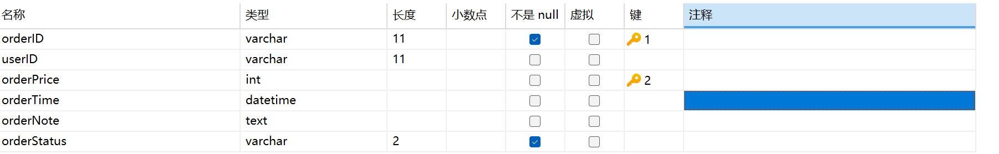 名称 类型 长度 小数点 不是 null 虚拟 键 注释
orderID varchar 11 1
userID varchar 11
orderPrice int 2
orderTime datetime
orderNote text
orderStatus varchar 2